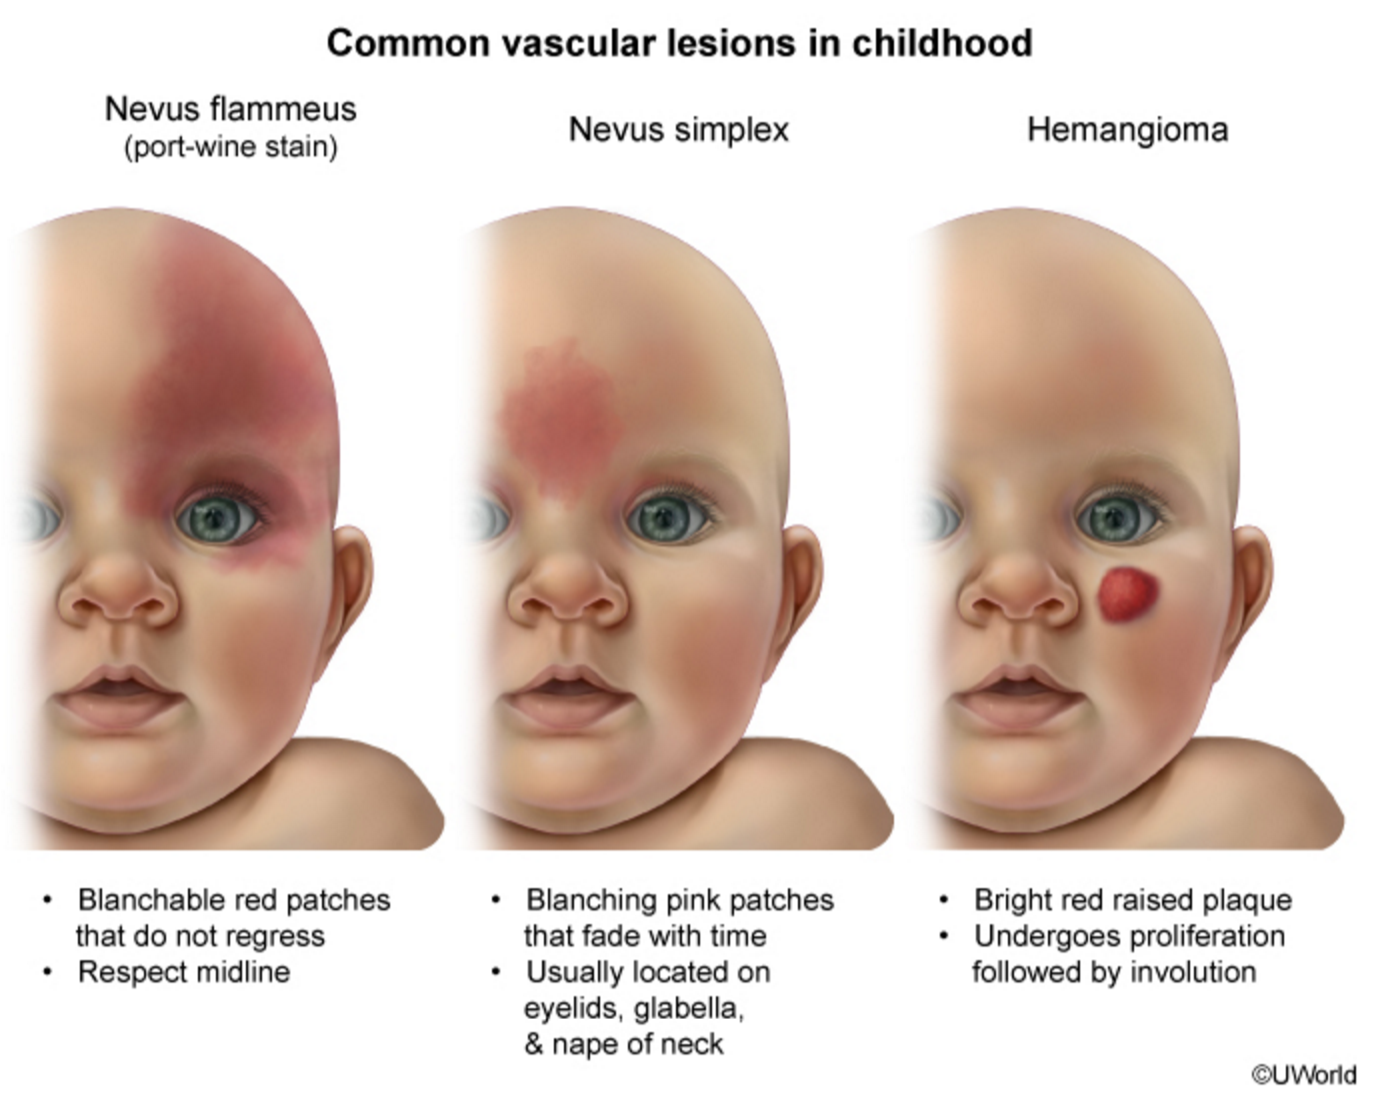 Common vascular lesions in childhood
Nevus flammeus
(port-wine stain)
Nevus simplex
Hemangioma
• Blanchable red patches
that do not regress
• Respect midline
• Blanching pink patches
that fade with time
• Usually located on
eyelids, glabella,
& nape of neck
• Bright red raised plaque
• Undergoes proliferation
followed by involution
©UWorld